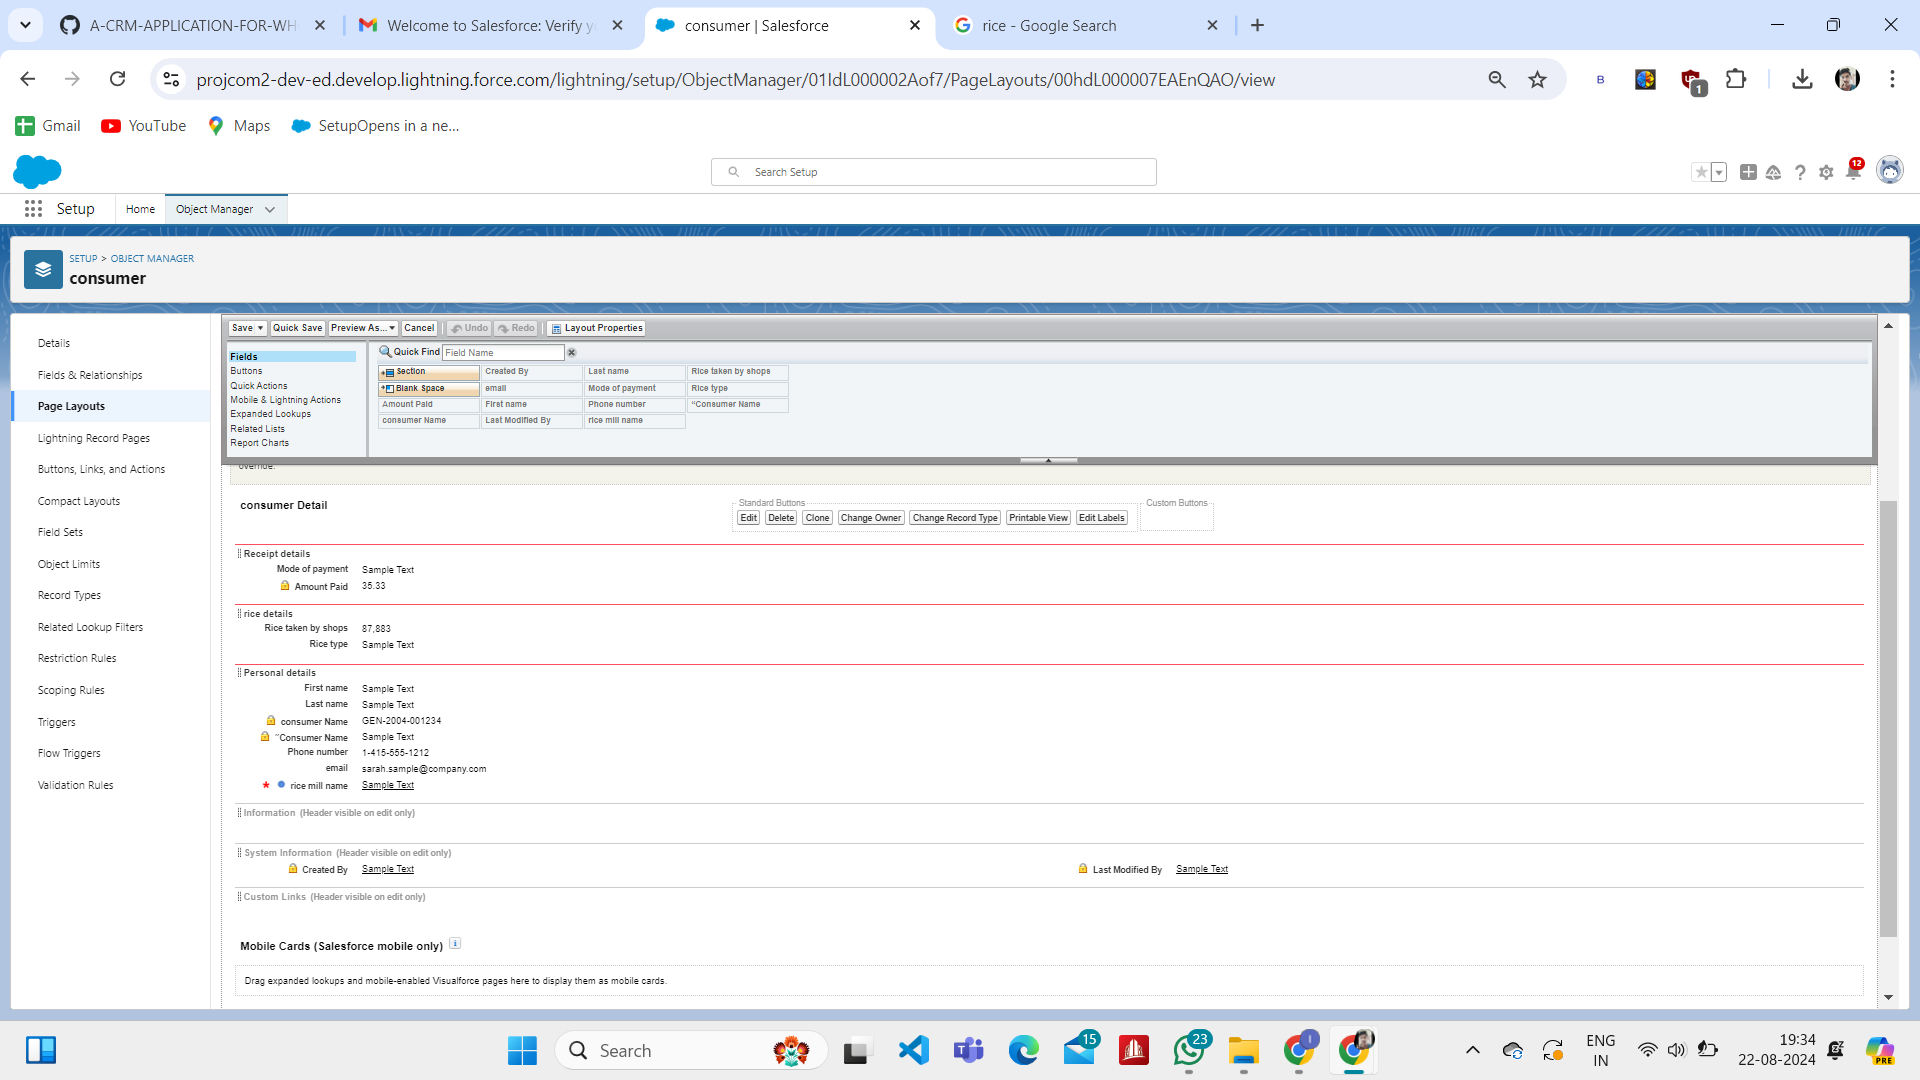 A-CRM-APPLICATION-FOR-WH
Welcome to Salesforce: Verify y
consumer | Salesforce
rice - Google Search
projcom2-dev-ed.develop.lightning.force.com/lightning/setup/ObjectManager/01IdL000002Aof7/PageLayouts/00hdL000007EAEnQAO/view
B
1
Gmail
YouTube
Maps
SetupOpens in a ne...
Search Setup
12
Setup
Home
Object Manager
SETUP > OBJECT MANAGER
consumer
Details
Fields & Relationships
Page Layouts
Lightning Record Pages
Buttons, Links, and Actions
Compact Layouts
Field Sets
Object Limits
Record Types
Related Lookup Filters
Restriction Rules
Scoping Rules
Triggers
Flow Triggers
Validation Rules
Save
Quick Save
Preview As...
Cancel
Undo
Redo
Layout Properties
Fields
Buttons
Quick Actions
Mobile & Lightning Actions
Expanded Lookups
Related Lists
Report Charts
Quick Find
Field Name
Section Created By Last name Rice taken by shops
Blank Space email Mode of payment Rice type
Amount Paid First name Phone number "Consumer Name
consumer Name Last Modified By rice mill name
override.
consumer Detail
Standard Buttons
Edit Delete Clone Change Owner Change Record Type Printable View Edit Labels
Custom Buttons
Receipt details
Mode of payment Sample Text
Amount Paid 35.33
rice details
Rice taken by shops 87,883
Rice type Sample Text
Personal details
First name Sample Text
Last name Sample Text
consumer Name GEN-2004-001234
"Consumer Name Sample Text
Phone number 1-415-555-1212
email sarah.sample@company.com
* rice mill name Sample Text
Information (Header visible on edit only)
System Information (Header visible on edit only)
Created By Sample Text
Last Modified By Sample Text
Custom Links (Header visible on edit only)
Mobile Cards (Salesforce mobile only)
Drag expanded lookups and mobile-enabled Visualforce pages here to display them as mobile cards.
Search
15
23
ENG
IN
19:34
22-08-2024
PRE